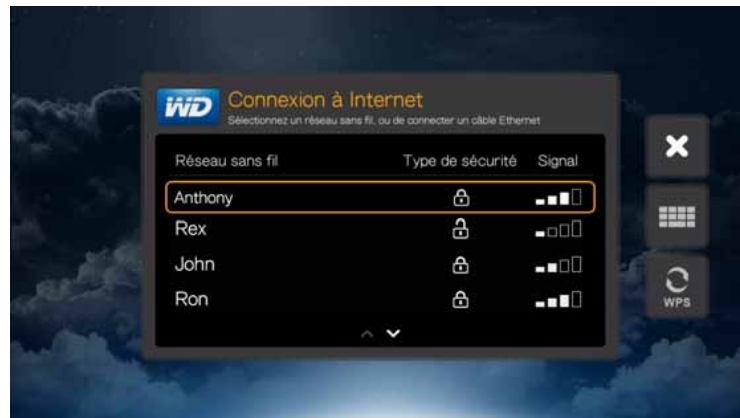 WD
Connexion à Internet
Sélectionnez un réseau sans fil, ou de connecter un câble Ethernet
Réseau sans fil Type de sécurité Signal
Anthony
Rex
John
Ron
WPS